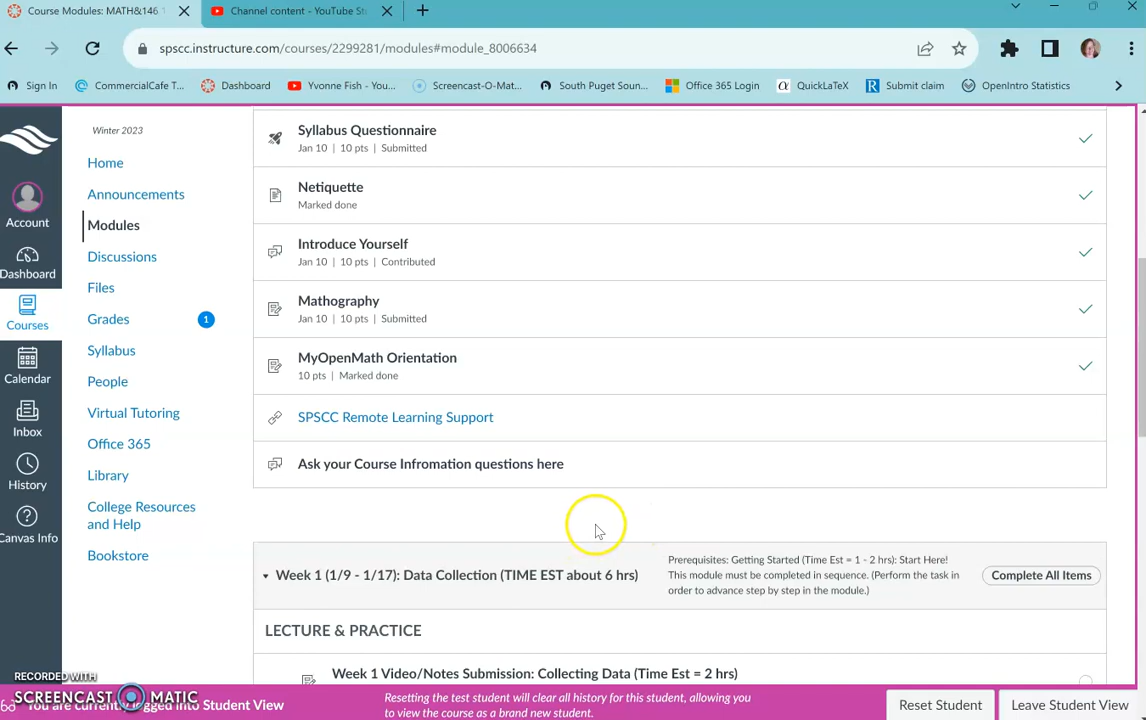 Course Modules: MATH&146
Channel content - YouTube St
spscc.instructure.com/courses/2299281/modules#module_8006634
Sign In
CommercialCafe T...
Dashboard
Yvonne Fish - You...
Screencast-O-Mat...
South Puget Soun...
Office 365 Login
QuickLaTeX
Submit claim
OpenIntro Statistics
Account
Dashboard
Courses
Calendar
Inbox
History
Canvas Info
Winter 2023
Home
Announcements
Modules
Discussions
Files
Grades
1
Syllabus
People
Virtual Tutoring
Office 365
Library
College Resources
and Help
Bookstore
Syllabus Questionnaire
Jan 10 | 10 pts | Submitted
Netiquette
Marked done
Introduce Yourself
Jan 10 | 10 pts | Contributed
Mathography
Jan 10 | 10 pts | Submitted
MyOpenMath Orientation
10 pts | Marked done
SPSCC Remote Learning Support
Ask your Course Infromation questions here
Week 1 (1/9 - 1/17): Data Collection (TIME EST about 6 hrs)
Prerequisites: Getting Started (Time Est = 1 - 2 hrs): Start Here!
This module must be completed in sequence. (Perform the task in
order to advance step by step in the module.)
Complete All Items
LECTURE & PRACTICE
Week 1 Video/Notes Submission: Collecting Data (Time Est = 2 hrs)
RECORDED WITH
SCREENCAST MATIC
You are currently logged into Student View
Resetting the test student will clear all history for this student, allowing you
to view the course as a brand new student.
Reset Student
Leave Student View